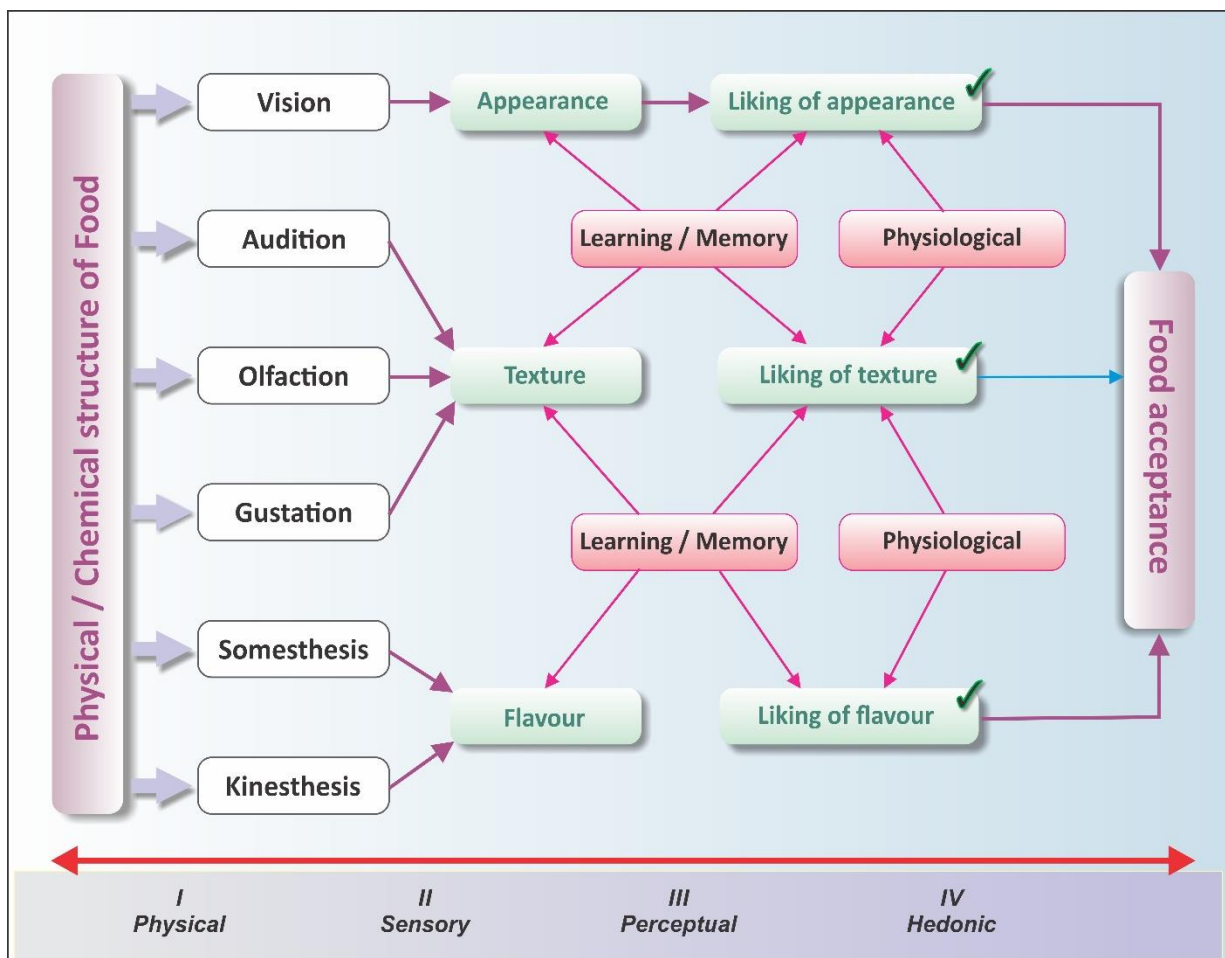 Physical / Chemical structure of Food
Vision
Appearance
Liking of appearance
Audition
Learning / Memory
Physiological
Olfaction
Texture
Liking of texture
Food acceptance
Gustation
Learning / Memory
Physiological
Somesthesis
Flavour
Liking of flavour
Kinesthesis
I
Physical
II
Sensory
III
Perceptual
IV
Hedonic